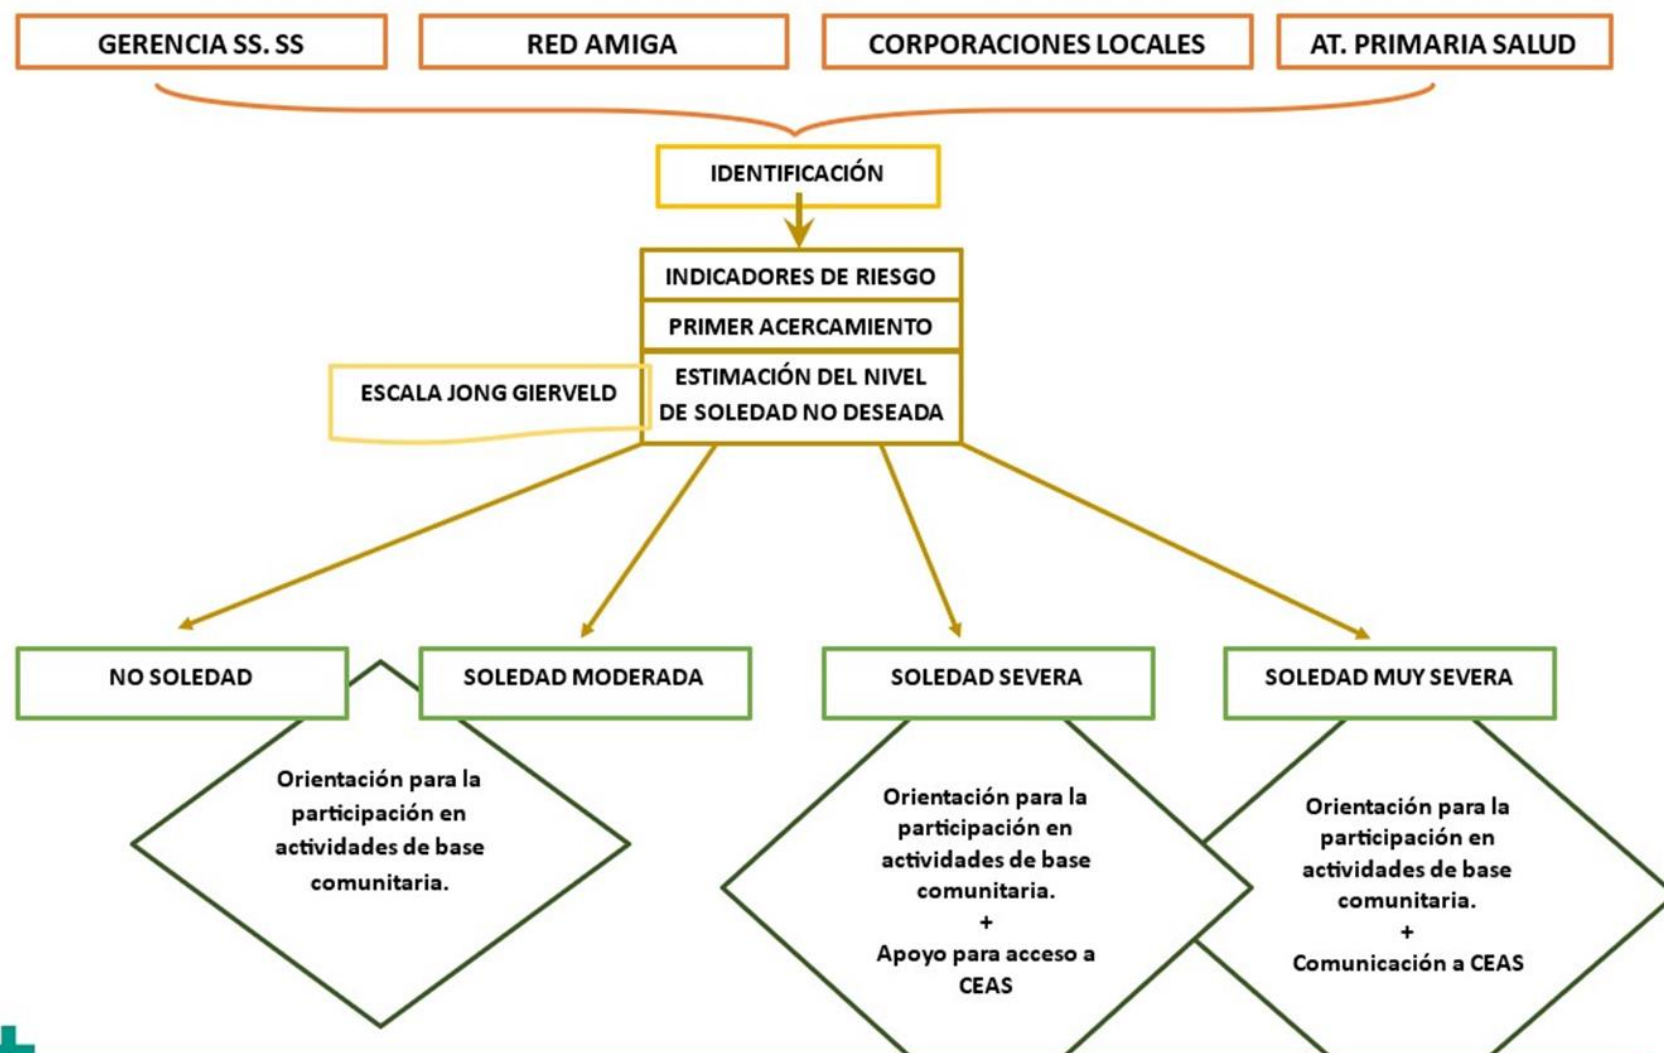 GERENCIA SS. SS
RED AMIGA
CORPORACIONES LOCALES
AT. PRIMARIA SALUD
IDENTIFICACIÓN
INDICADORES DE RIESGO
PRIMER ACERCAMIENTO
ESCALA JONG GIERVELD
ESTIMACIÓN DEL NIVEL
DE SOLEDAD NO DESEADA
NO SOLEDAD
SOLEDAD MODERADA
SOLEDAD SEVERA
SOLEDAD MUY SEVERA
Orientación para la
participación en
actividades de base
comunitaria.
Orientación para la
participación en
actividades de base
comunitaria.
+
Apoyo para acceso a
CEAS
Orientación para la
participación en
actividades de base
comunitaria.
+
Comunicación a CEAS